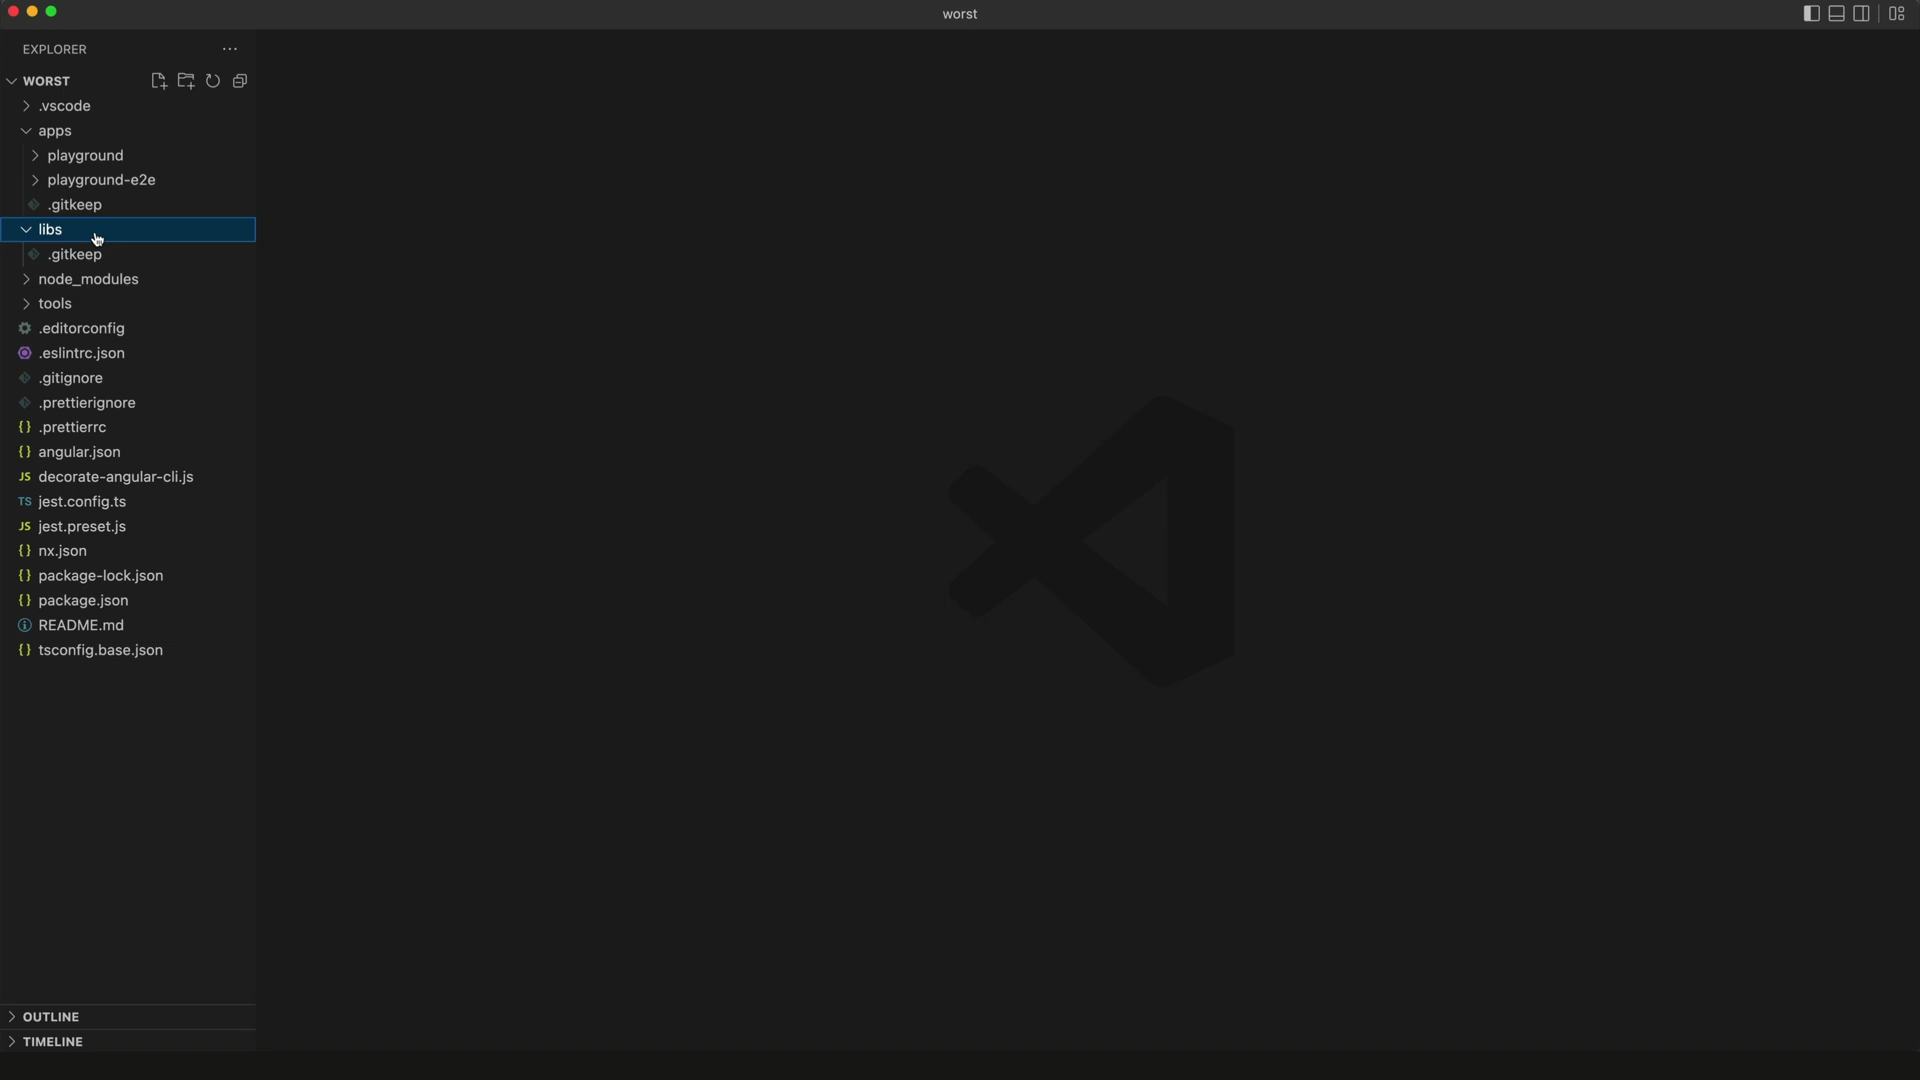 worst
EXPLORER
WORST
.vscode
apps
playground
playground-e2e
.gitkeep
libs
.gitkeep
node_modules
tools
.editorconfig
.eslintrc.json
.gitignore
.prettierignore
{} .prettierrc
{} angular.json
JS decorate-angular-cli.js
TS jest.config.ts
JS jest.preset.js
{} nx.json
{} package-lock.json
{} package.json
README.md
{} tsconfig.base.json
OUTLINE
TIMELINE